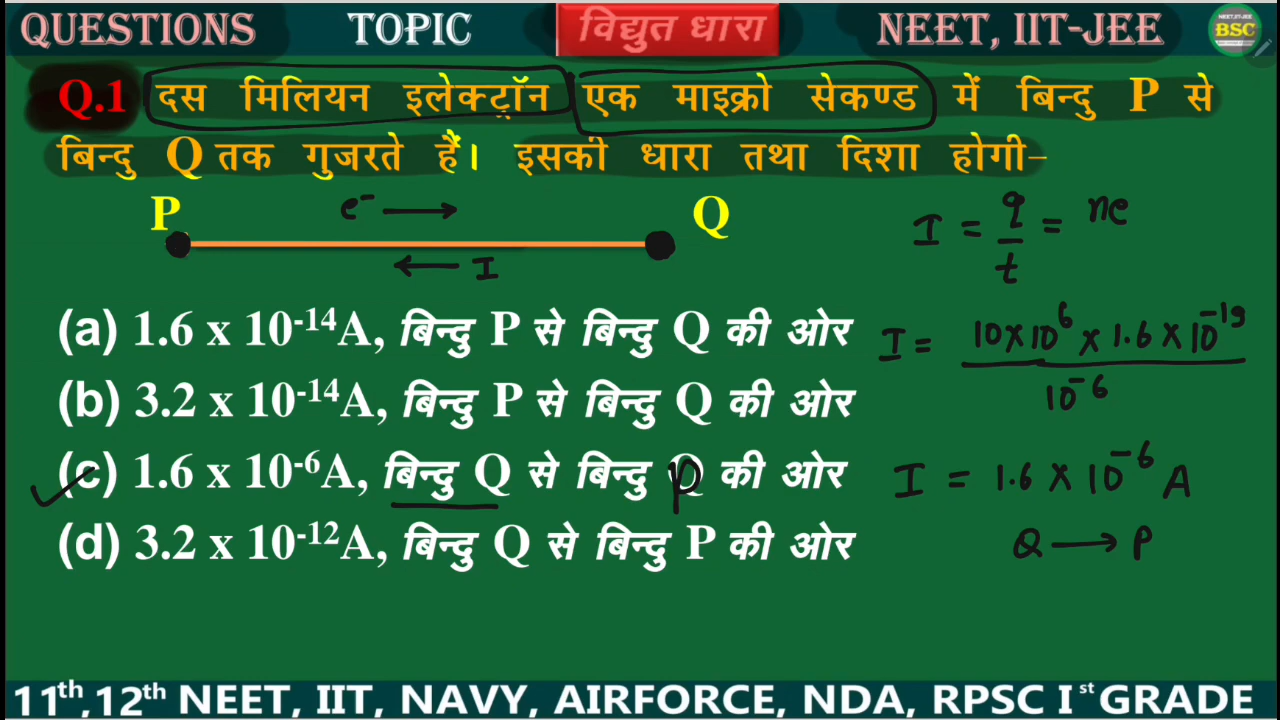 QUESTIONS TOPIC विद्युत धारा NEET, IIT-JEE
NEET,IIT-JEE
BSC
Q.1 दस मिलियन इलेक्ट्रॉन एक माइक्रो सेकण्ड में बिन्दु P से
बिन्दु Q तक गुजरते हैं। इसकी धारा तथा दिशा होगी–
P e⁻ → Q
← I
I = q/t = ne
(a) 1.6 x 10⁻¹⁴A, बिन्दु P से बिन्दु Q की ओर
I = 10×10⁶ × 1.6 × 10⁻¹⁹ / 10⁻⁶
(b) 3.2 x 10⁻¹⁴A, बिन्दु P से बिन्दु Q की ओर
(c) 1.6 x 10⁻⁶A, बिन्दु Q से बिन्दु p की ओर
I = 1.6 × 10⁻⁶ A
(d) 3.2 x 10⁻¹²A, बिन्दु Q से बिन्दु P की ओर
Q → P
11th,12th NEET, IIT, NAVY, AIRFORCE, NDA, RPSC Ist GRADE